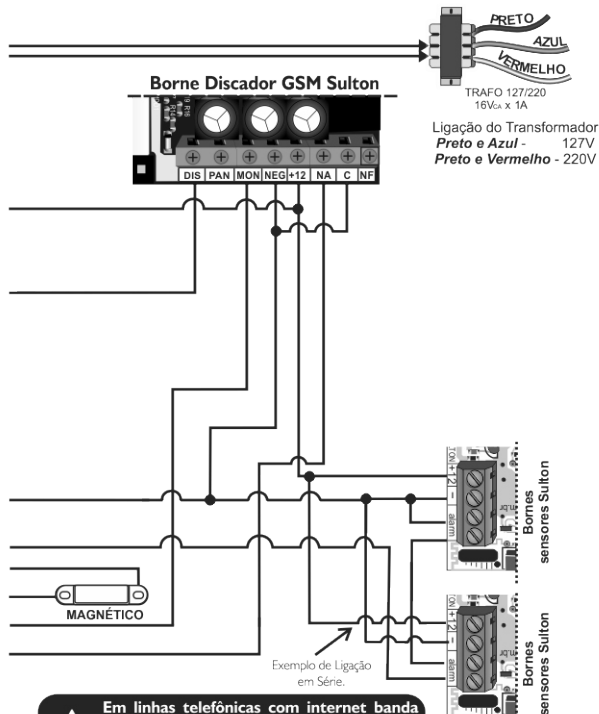 PRETO
AZUL
VERMELHO
TRAFO 127/220
16VCA x 1A
Ligação do Transformador
Preto e Azul - 127V
Preto e Vermelho - 220V
Borne Discador GSM Sulton
R16
DIS PAN MON NEG +12 NA C NF
+12
-
alarm
Bornes
sensores Sulton
MAGNÉTICO
+12
-
alarm
Bornes
sensores Sulton
Exemplo de Ligação
em Série.
Em linhas telefônicas com internet banda